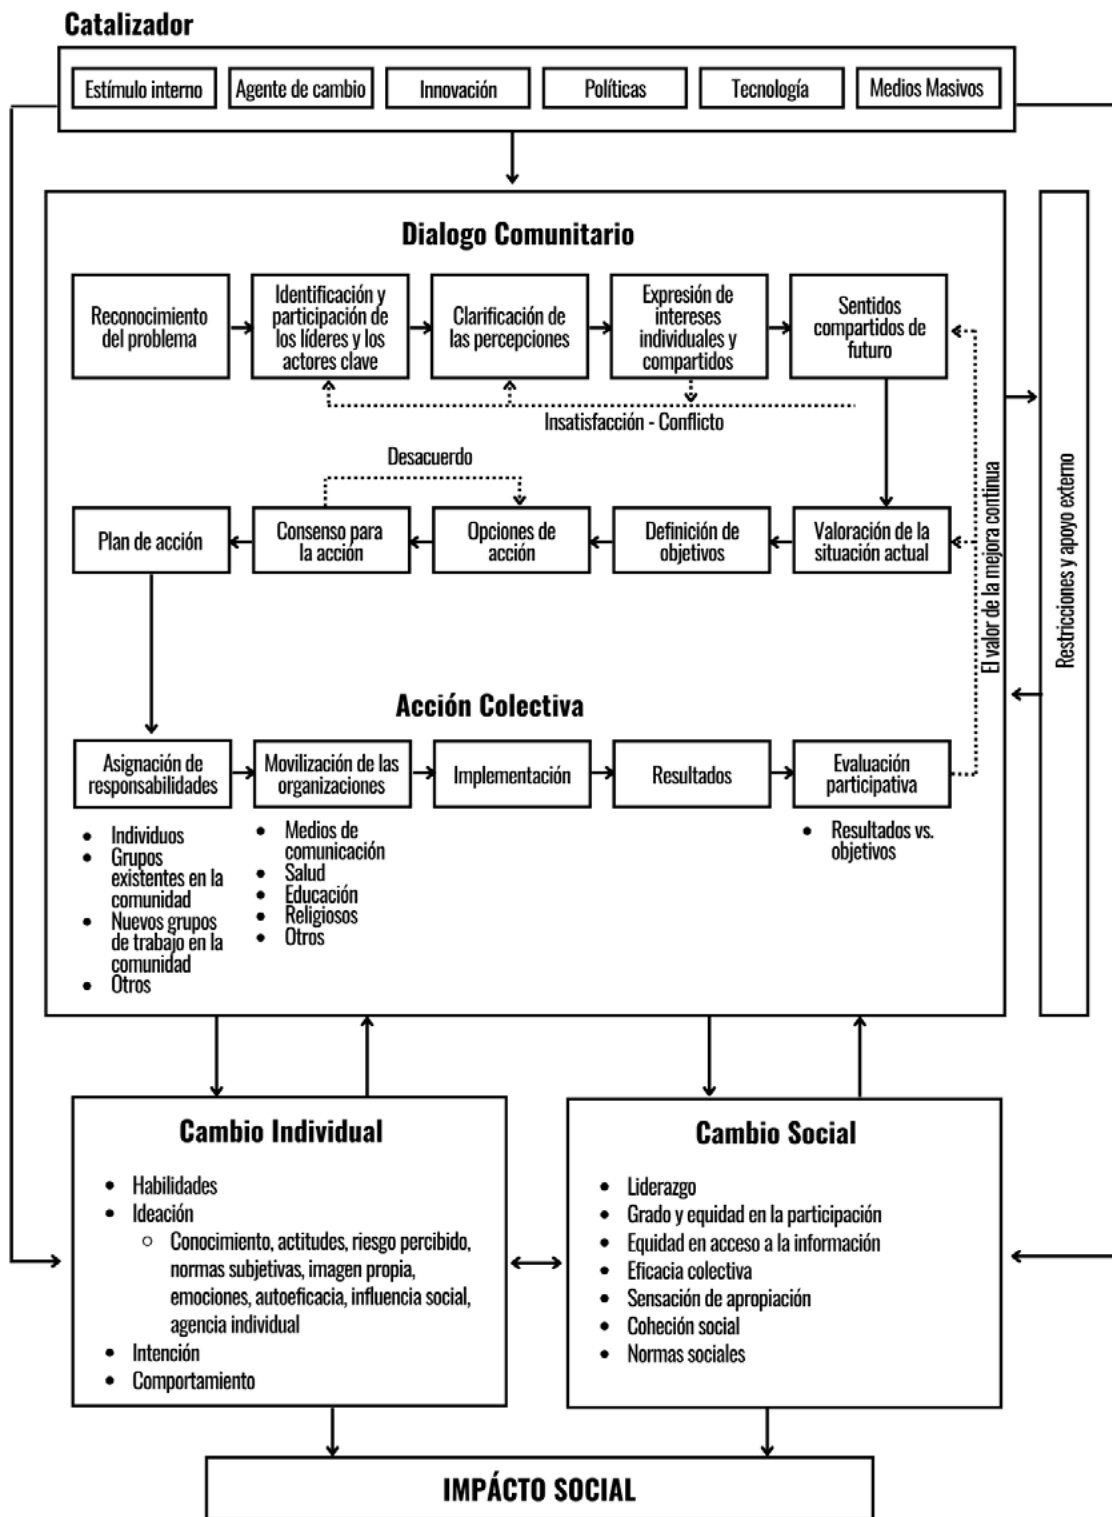 Catalizador
Estímulo interno
Agente de cambio
Innovación
Políticas
Tecnología
Medios Masivos
Dialogo Comunitario
Reconocimiento
del problema
Identificación y
participación de
los líderes y los
actores clave
Clarificación de
las percepciones
Expresión de
intereses
individuales y
compartidos
Sentidos
compartidos de
futuro
Insatisfacción - Conflicto
Desacuerdo
Plan de acción
Consenso para
la acción
Opciones de
acción
Definición de
objetivos
Valoración de la
situación actual
El valor de la mejora continua
Restricciones y apoyo externo
Acción Colectiva
Asignación de
responsabilidades
Movilización de las
organizaciones
Implementación
Resultados
Evaluación
participativa
• Individuos
• Grupos
existentes en la
comunidad
• Nuevos grupos
de trabajo en la
comunidad
• Otros
• Medios de
comunicación
• Salud
• Educación
• Religiosos
• Otros
• Resultados vs.
objetivos
Cambio Individual
• Habilidades
• Ideación
○ Conocimiento, actitudes, riesgo percibido,
normas subjetivas, imagen propia,
emociones, autoeficacia, influencia social,
agencia individual
• Intención
• Comportamiento
Cambio Social
• Liderazgo
• Grado y equidad en la participación
• Equidad en acceso a la información
• Eficacia colectiva
• Sensación de apropiación
• Coheción social
• Normas sociales
IMPÁCTO SOCIAL